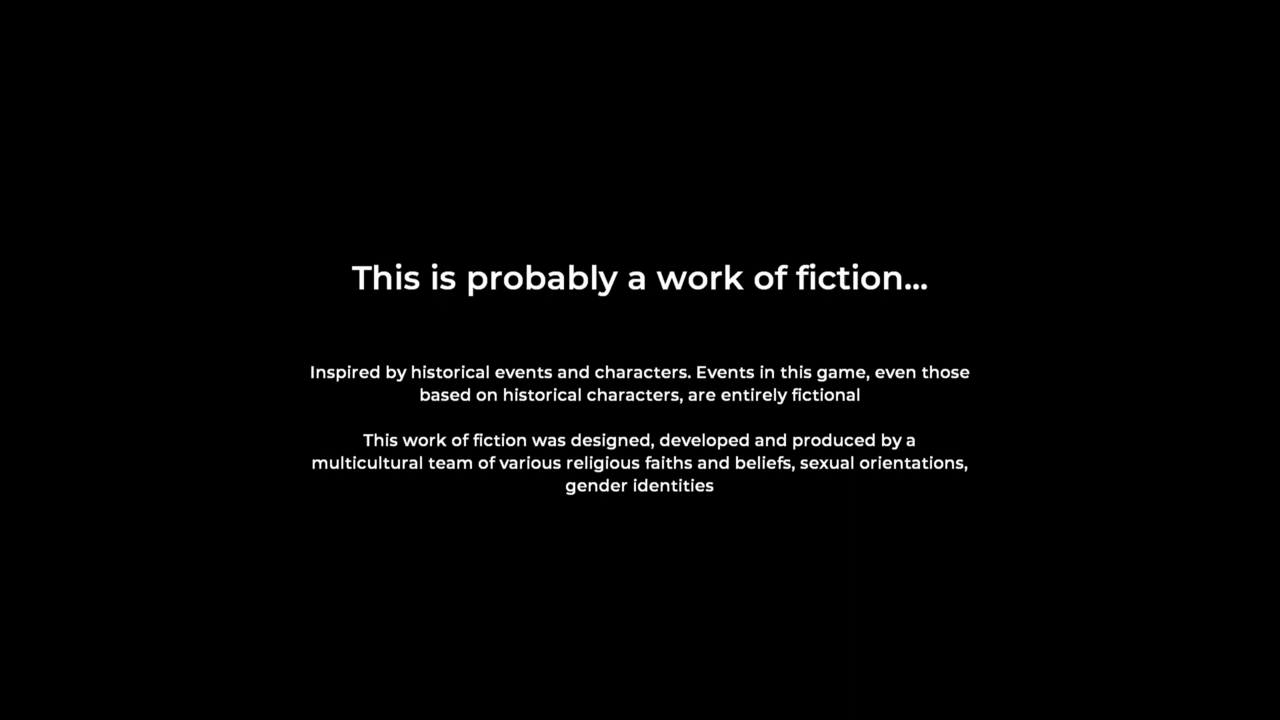 This is probably a work of fiction...
Inspired by historical events and characters. Events in this game, even those
based on historical characters, are entirely fictional
This work of fiction was designed, developed and produced by a
multicultural team of various religious faiths and beliefs, sexual orientations,
gender identities